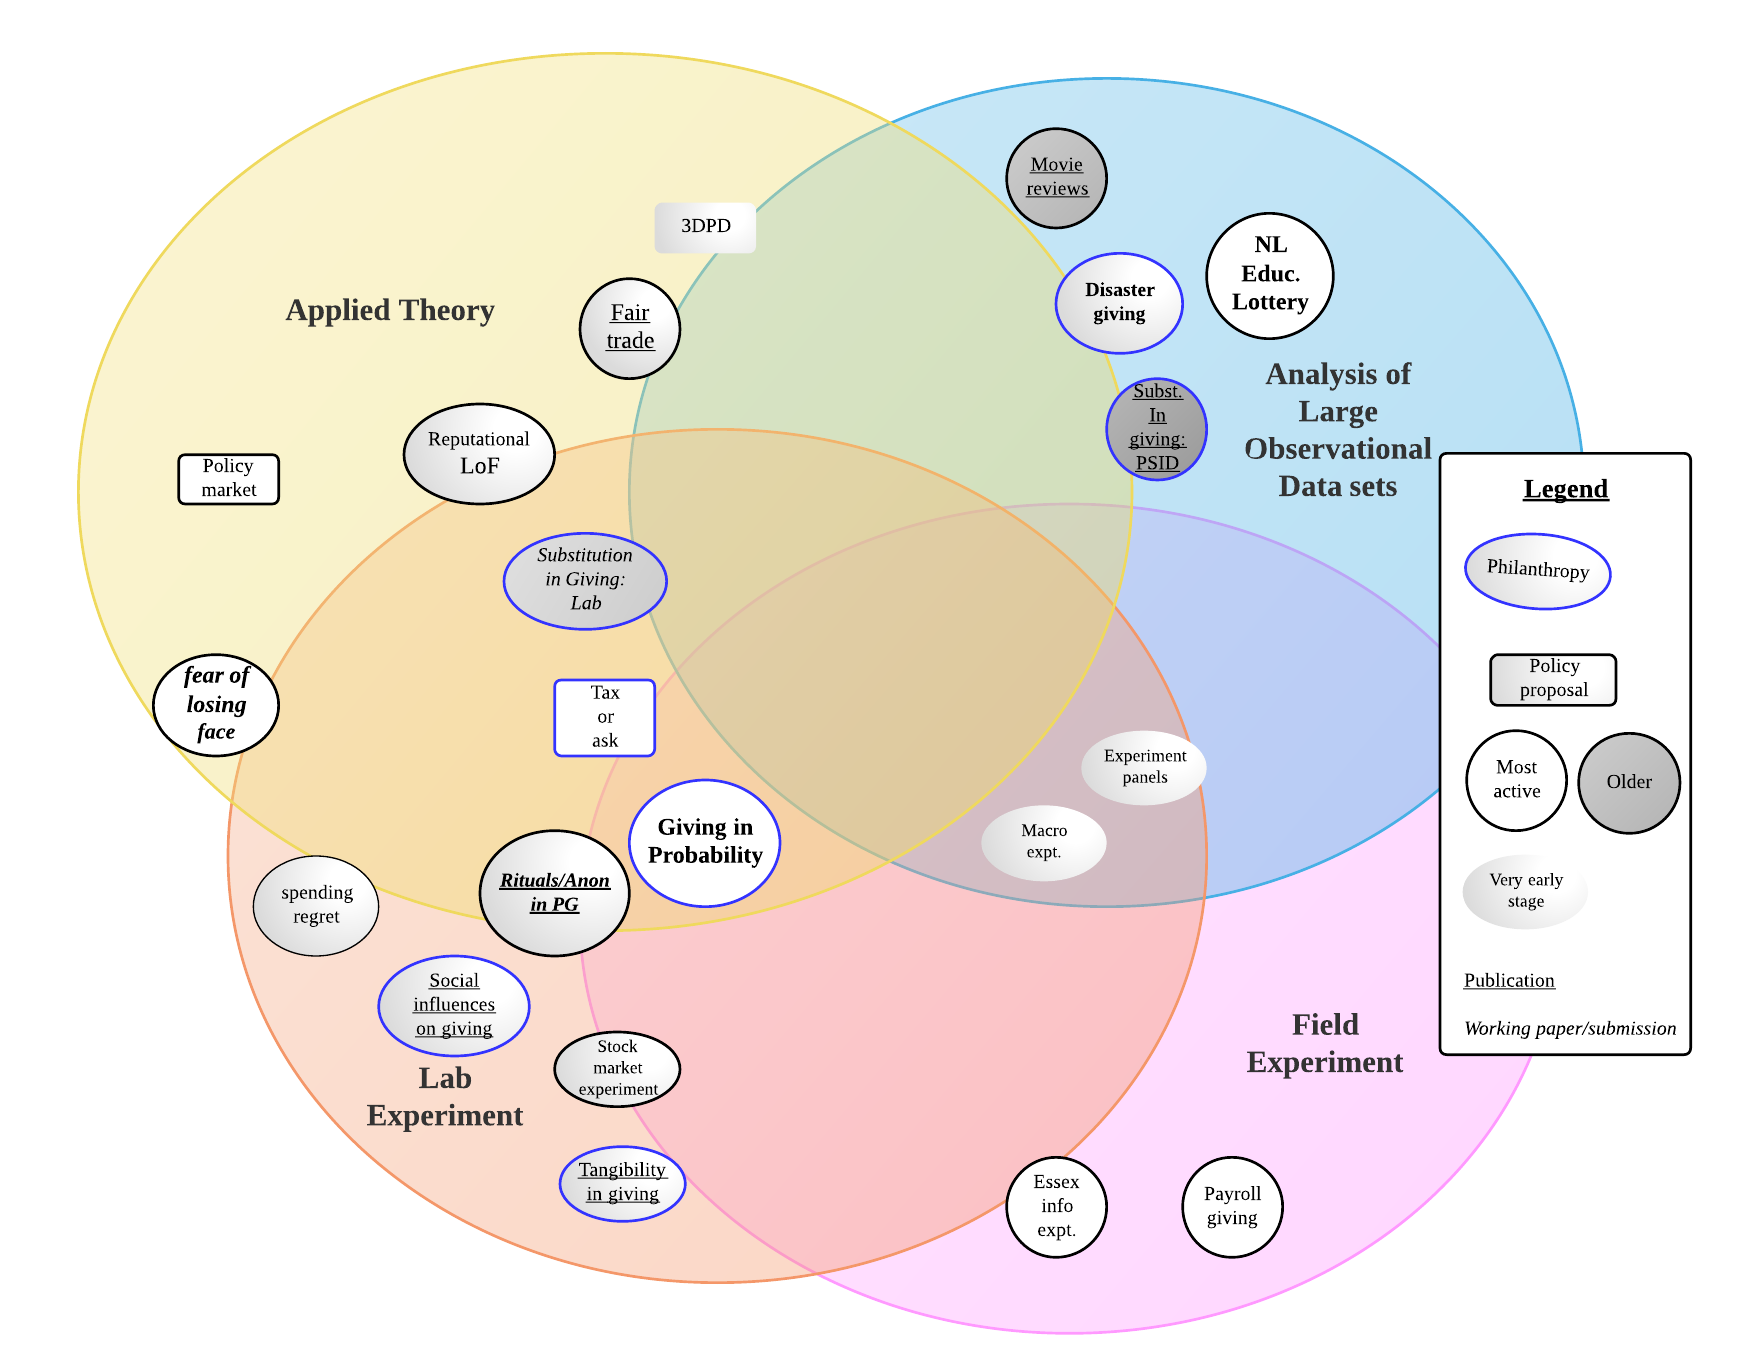 Movie
reviews
3DPD
NL
Educ.
Lottery
Disaster
giving
Applied Theory
Fair
trade
Analysis of
Large
Observational
Data sets
Subst.
In
giving:
PSID
Reputational
LoF
Policy
market
Substitution
in Giving:
Lab
fear of
losing
face
Tax
or
ask
Experiment
panels
Macro
expt.
Giving in
Probability
Rituals/Anon
in PG
spending
regret
Social
influences
on giving
Stock
market
experiment
Lab
Experiment
Tangibility
in giving
Field
Experiment
Essex
info
expt.
Payroll
giving
Legend
Philanthropy
Policy
proposal
Most
active
Older
Very early
stage
Publication
Working paper/submission